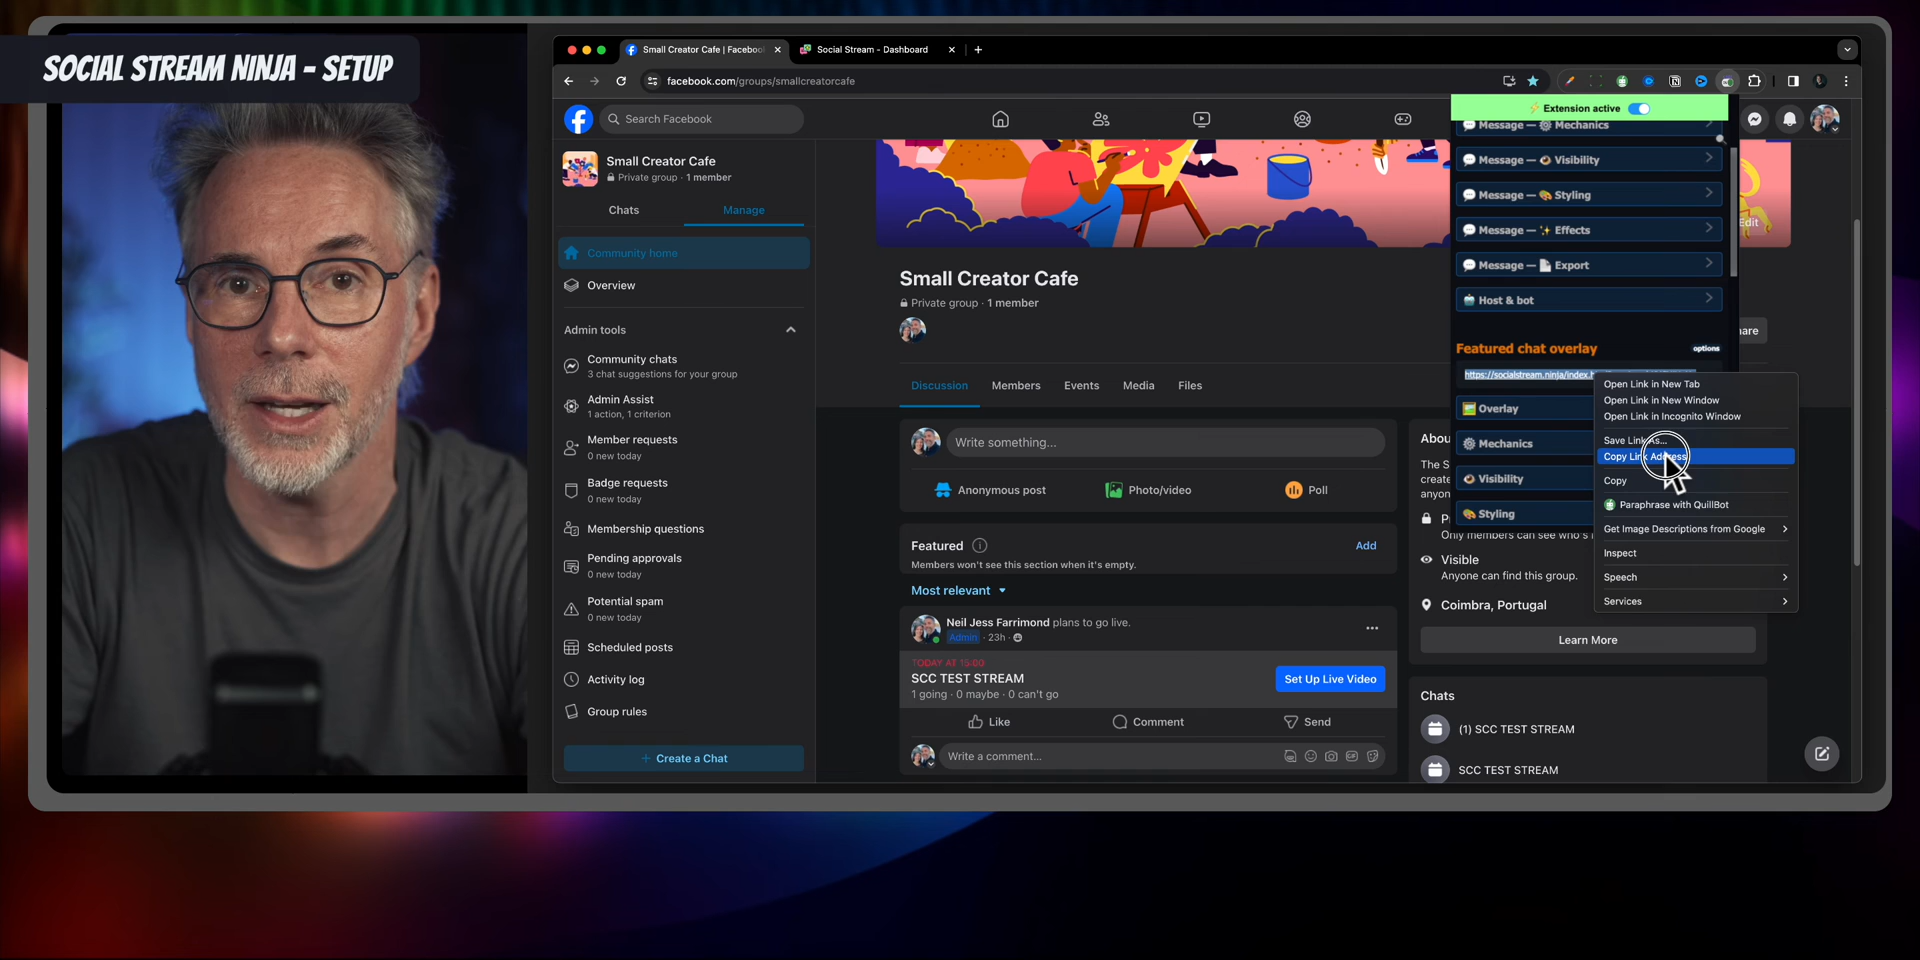 SOCIAL STREAM NINJA - SETUP
Small Creator Cafe | Faceboo
Social Stream - Dashboard
facebook.com/groups/smallcreatorcafe
Search Facebook
Small Creator Cafe
Private group · 1 member
Chats
Manage
Community home
Overview
Admin tools
Community chats
3 chat suggestions for your group
Admin Assist
1 action, 1 criterion
Member requests
0 new today
Badge requests
0 new today
Membership questions
Pending approvals
0 new today
Potential spam
0 new today
Scheduled posts
Activity log
Group rules
+ Create a Chat
Edit
Small Creator Cafe
Private group · 1 member
are
Discussion
Members
Events
Media
Files
Write something...
Anonymous post
Photo/video
Poll
Featured
Add
Members won't see this section when it's empty.
Most relevant
Neil Jess Farrimond plans to go live.
Admin · 23h ·
TODAY AT 15:00
SCC TEST STREAM
1 going · 0 maybe · 0 can't go
Set Up Live Video
Like
Comment
Send
Write a comment...
Extension active
Message — Mechanics
Message — Visibility
Message — Styling
Message — Effects
Message — Export
Host & bot
Featured chat overlay
options
https://socialstream.ninja/index.h
Overlay
Mechanics
Visibility
Styling
Open Link in New Tab
Open Link in New Window
Open Link in Incognito Window
Save Link As...
Copy Link Address
Copy
Paraphrase with QuillBot
Get Image Descriptions from Google
Inspect
Speech
Services
Abou
The S
create
anyon
P
Only members can see who's
Visible
Anyone can find this group.
Coimbra, Portugal
Learn More
Chats
(1) SCC TEST STREAM
SCC TEST STREAM